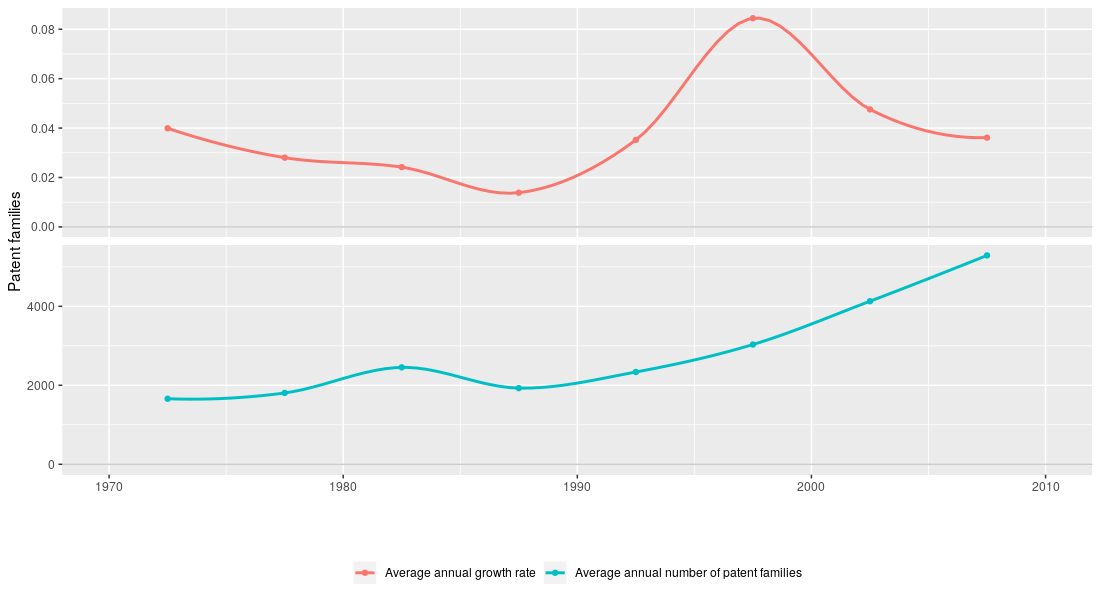 0.08
0.06
0.04
0.02
0.00
Patent families
4000
2000
0
1970 1980 1990 2000 2010
Average annual growth rate Average annual number of patent families